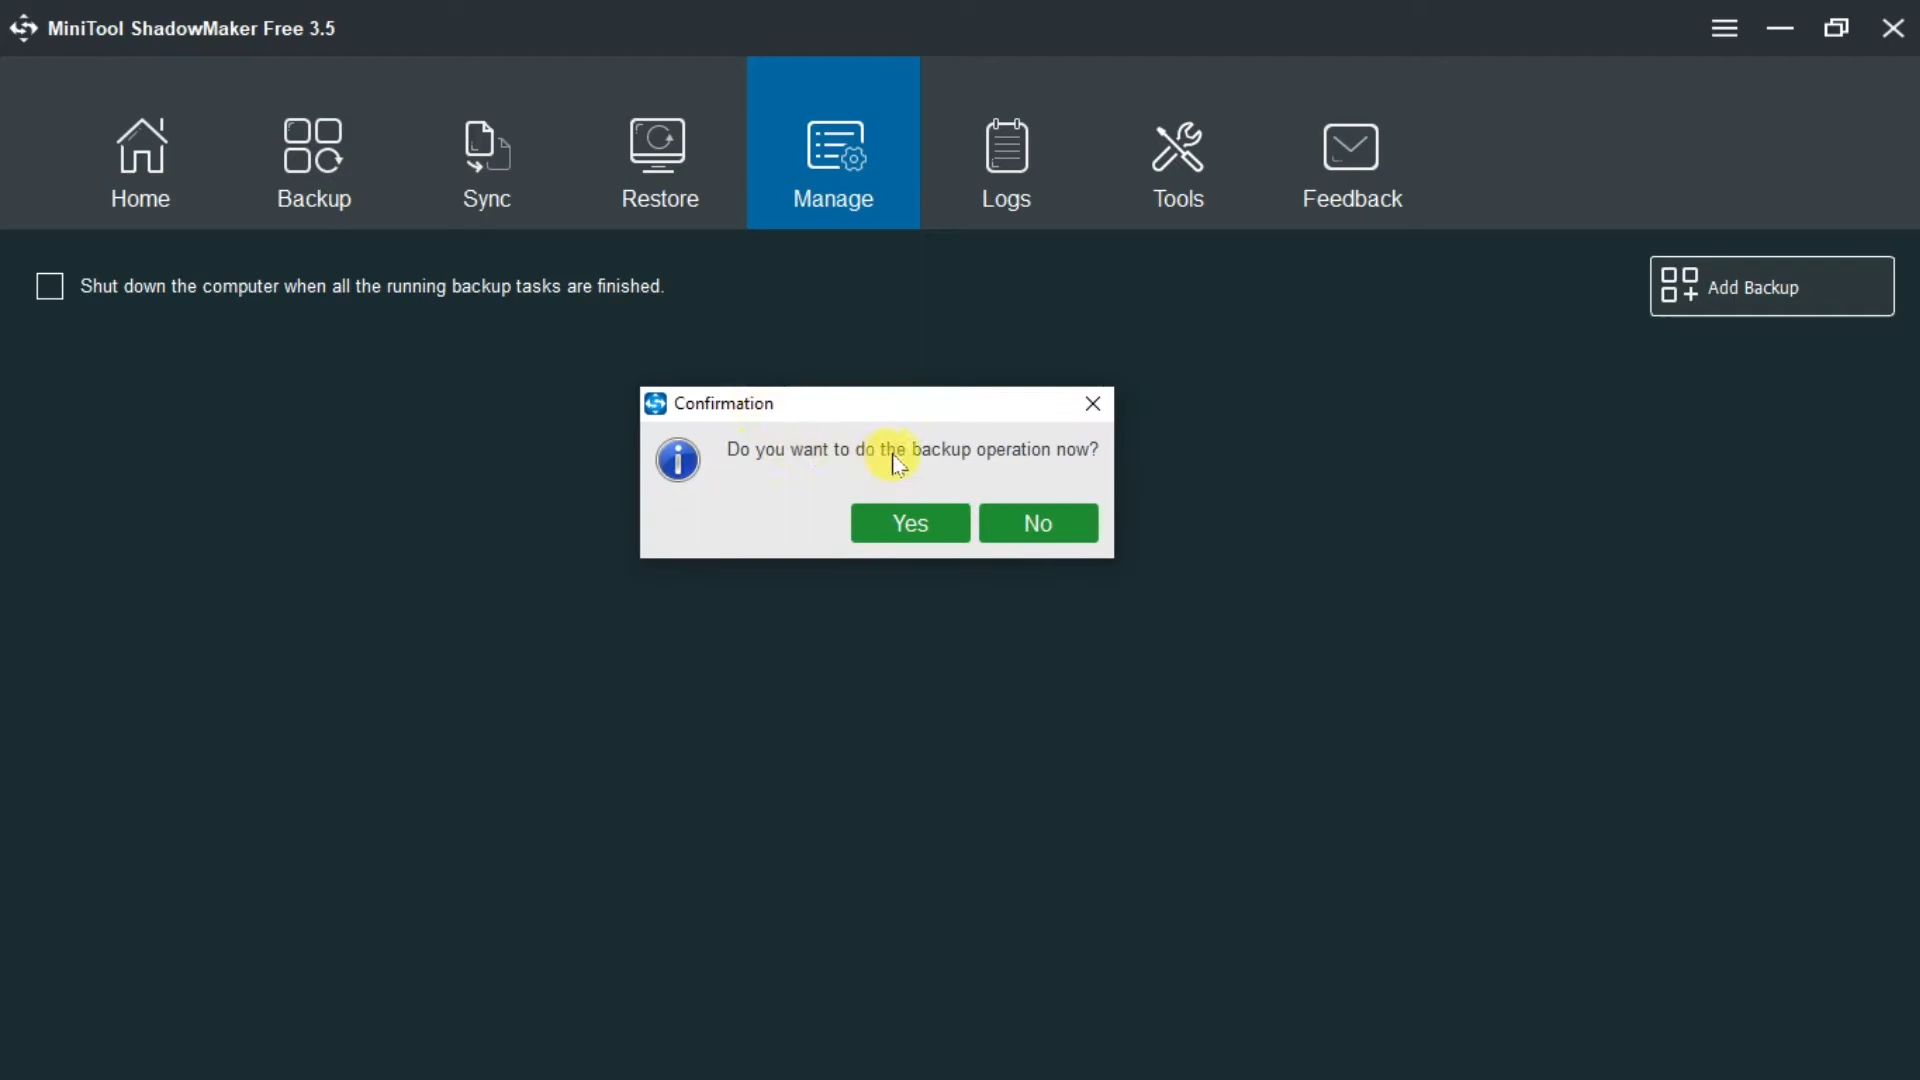 MiniTool ShadowMaker Free 3.5
Home
Backup
Sync
Restore
Manage
Logs
Tools
Feedback
Shut down the computer when all the running backup tasks are finished.
Add Backup
Confirmation
Do you want to do the backup operation now?
Yes
No